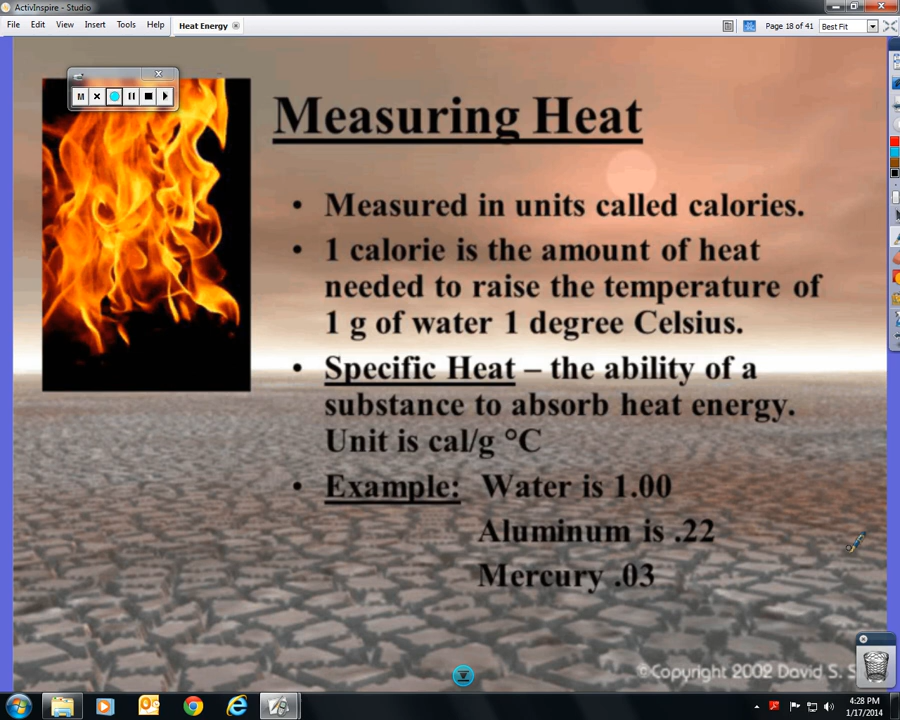 ActivInspire - Studio
File Edit View Insert Tools Help Heat Energy Page 18 of 41 Best Fit
M
Measuring Heat
• Measured in units called calories.
• 1 calorie is the amount of heat
needed to raise the temperature of
1 g of water 1 degree Celsius.
• Specific Heat – the ability of a
substance to absorb heat energy.
Unit is cal/g °C
• Example: Water is 1.00
Aluminum is .22
Mercury .03
©Copyright 2002 David S. S
4:28 PM
1/17/2014